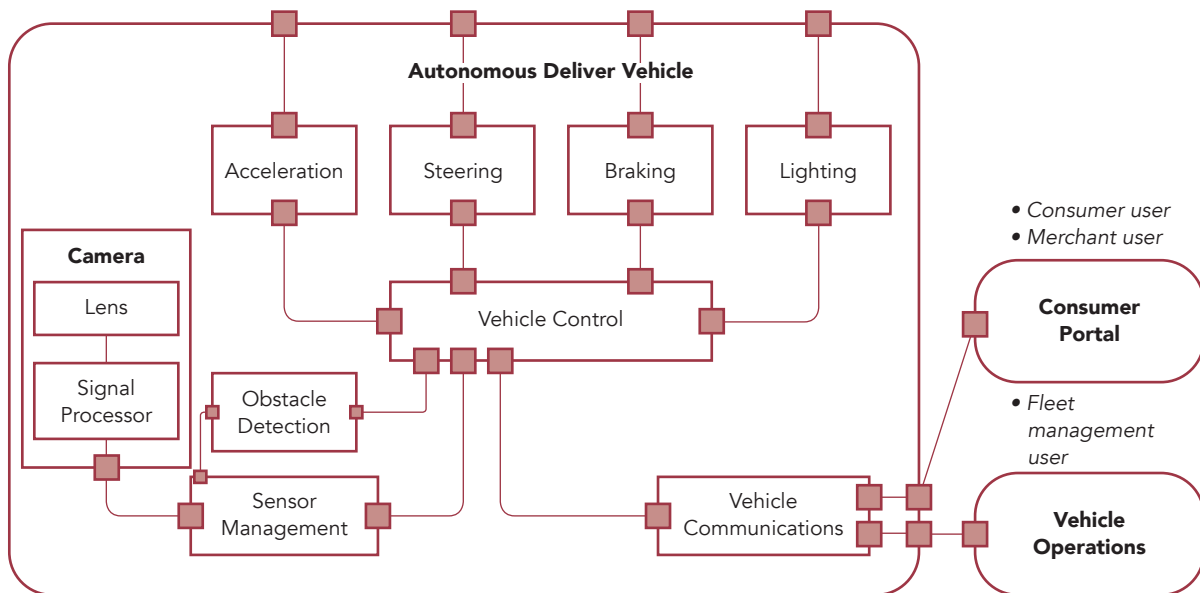 Autonomous Deliver Vehicle
Acceleration
Steering
Braking
Lighting
Camera
Lens
Signal
Processor
Vehicle Control
Obstacle
Detection
Sensor
Management
Vehicle
Communications
• Consumer user
• Merchant user
Consumer
Portal
• Fleet
management
user
Vehicle
Operations